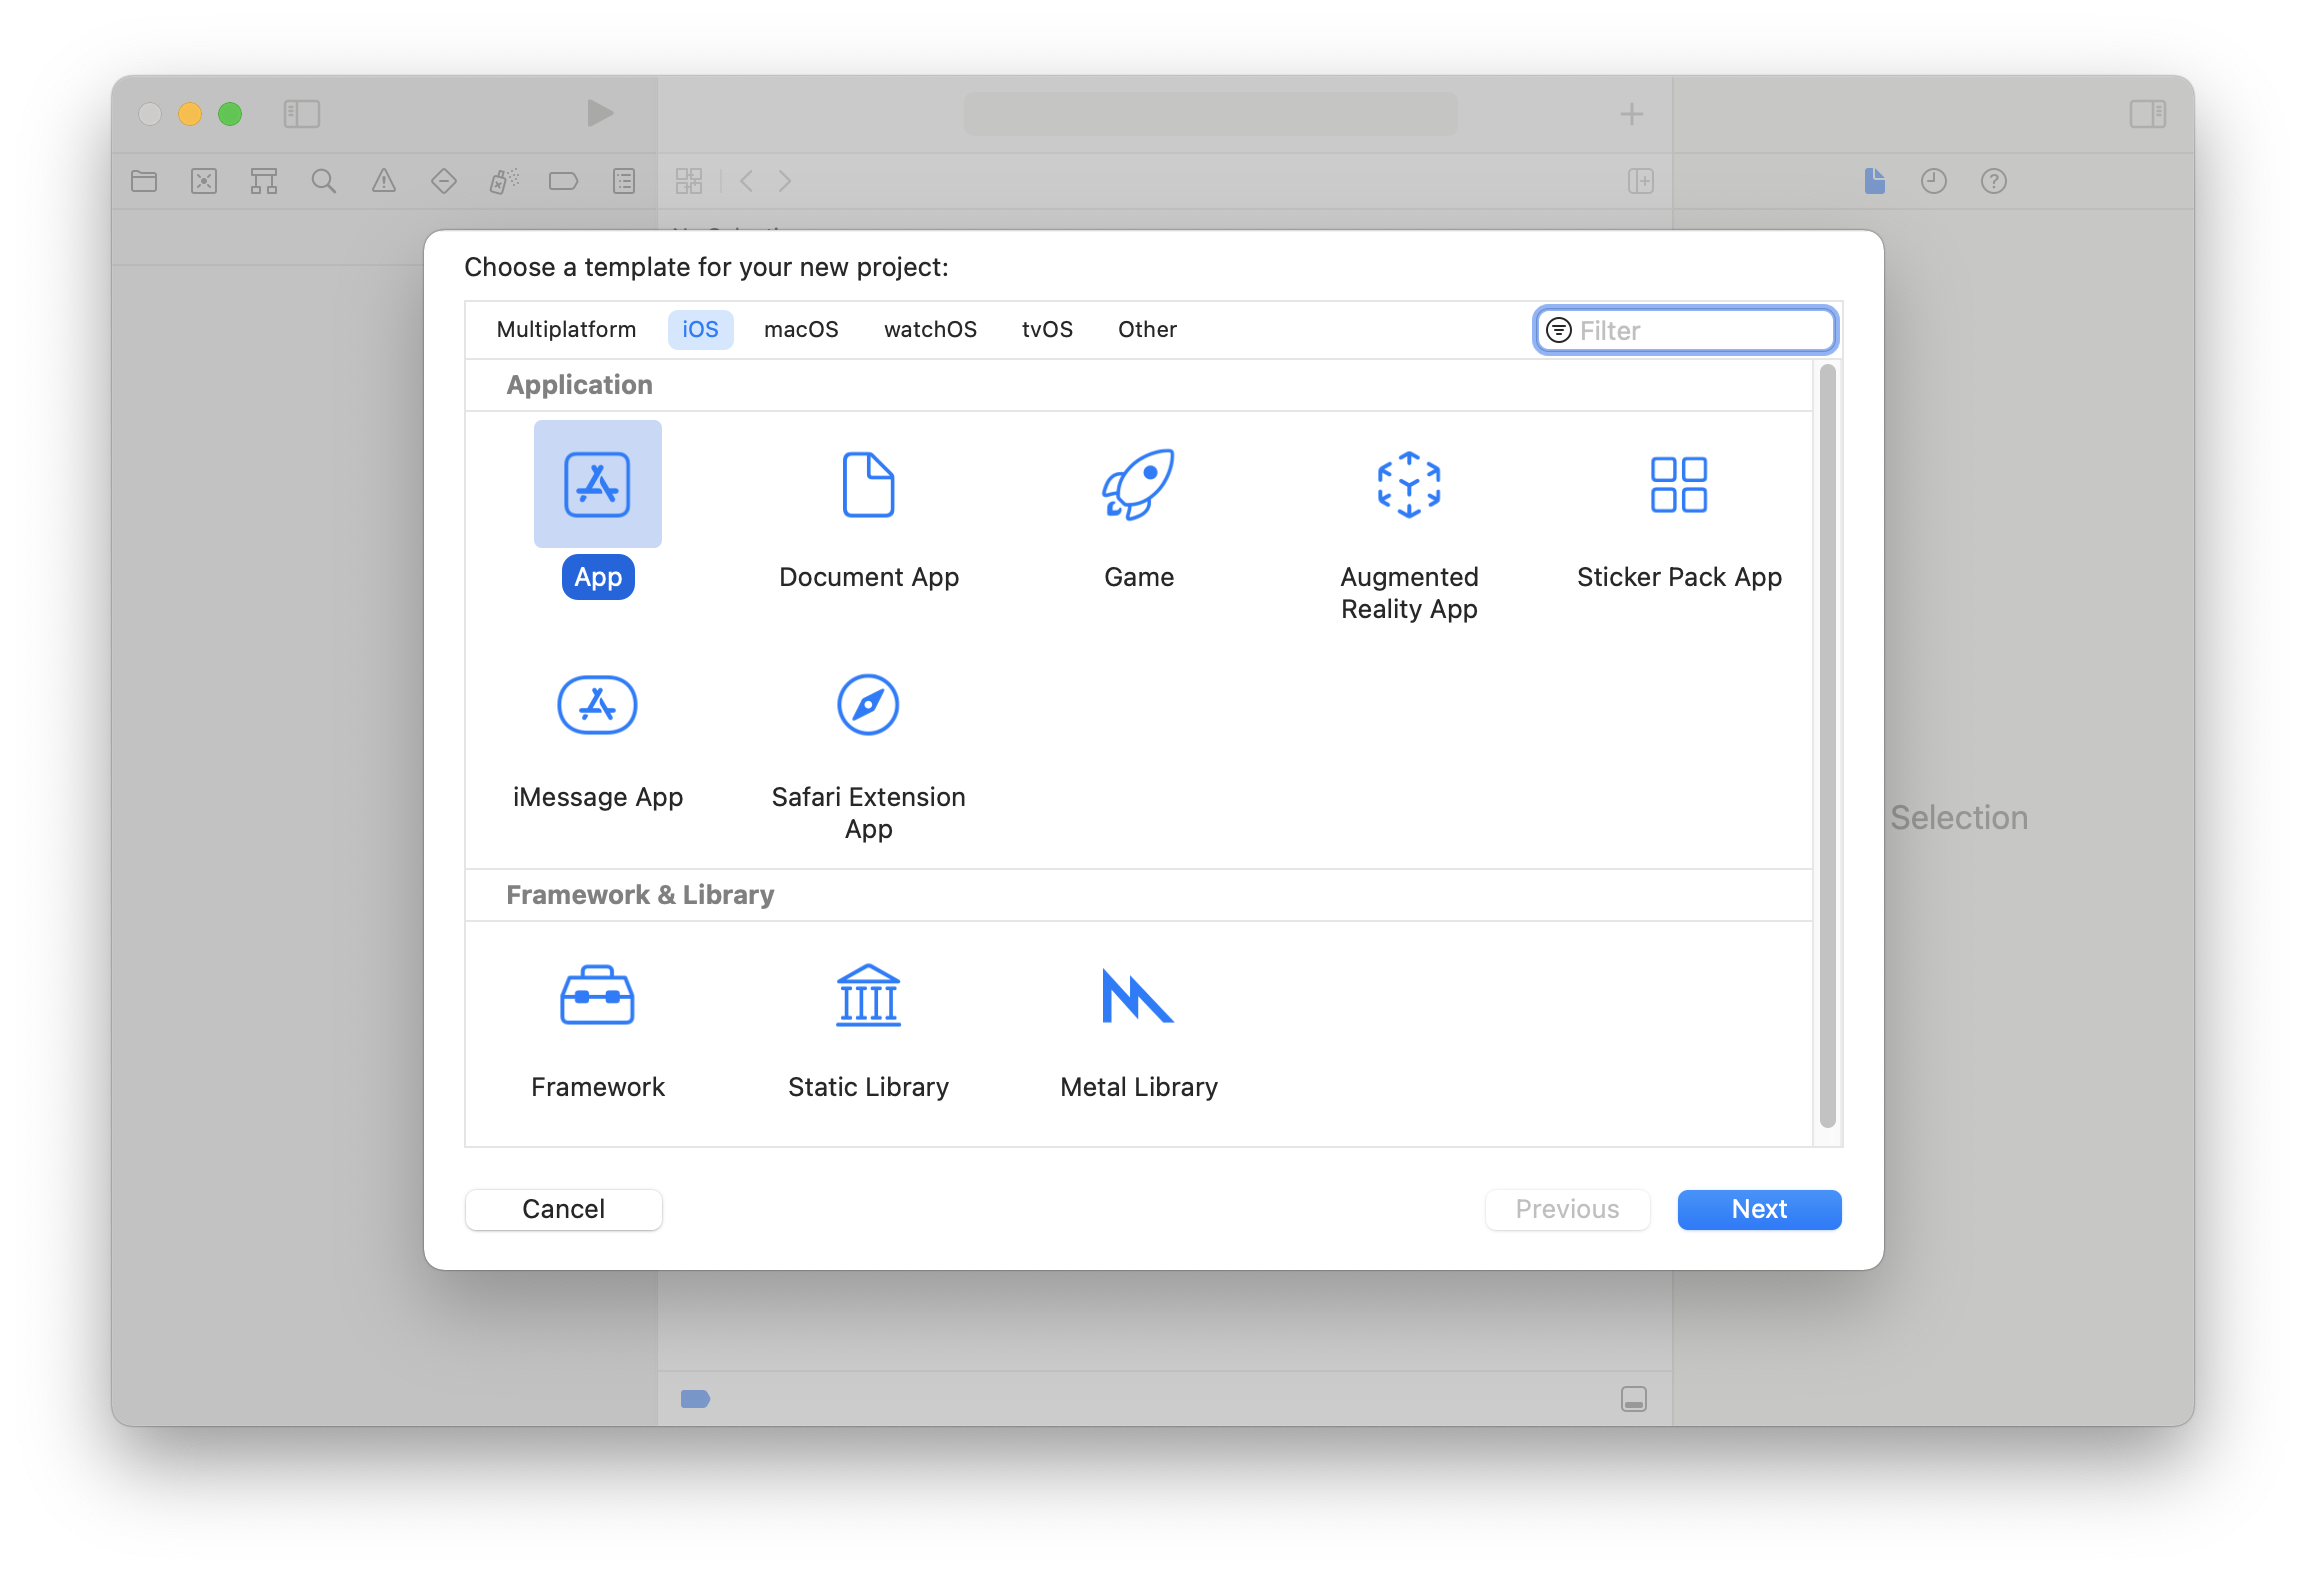 Choose a template for your new project:
Multiplatform iOS macOS watchOS tvOS Other Filter
Application
App Document App Game Augmented Reality App Sticker Pack App
iMessage App Safari Extension App
Selection
Framework & Library
Framework Static Library Metal Library
Cancel Previous Next